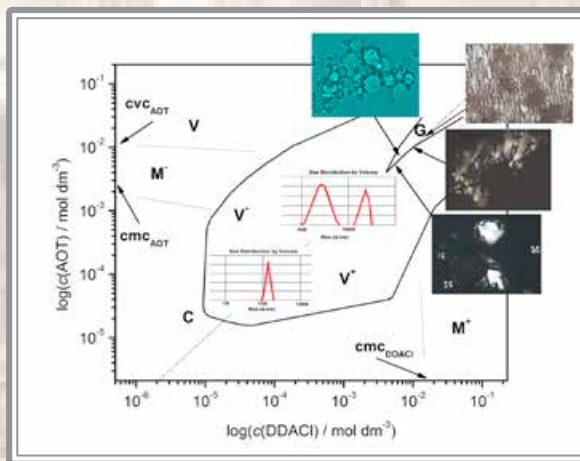 10⁻¹
cvc_AOT
V
G
10⁻²
M⁻
Size Distribution by Volume
cmc_AOT
10⁻³
V⁻
Size Distribution by Volume
10⁻⁴
V⁺
C
M⁺
10⁻⁵
cmc_DDACl
10⁻⁶ 10⁻⁵ 10⁻⁴ 10⁻³ 10⁻² 10⁻¹
log(c(AOT) / mol dm⁻³)
log(c(DDACl) / mol dm⁻³)